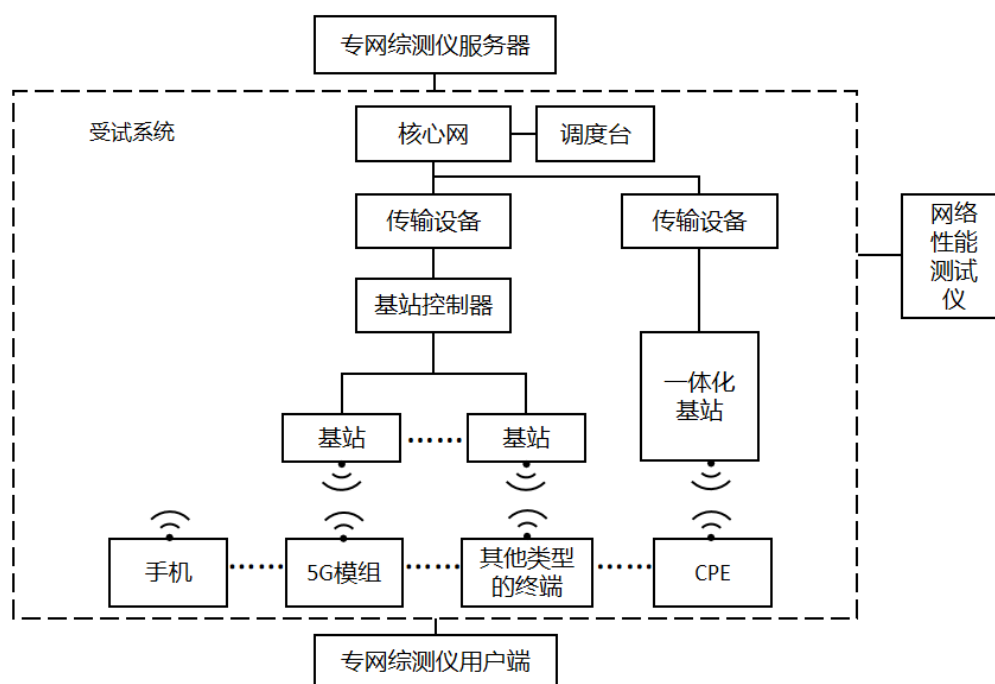 专网综测仪服务器
受试系统
核心网
调度台
传输设备
传输设备
网络
性能
测试
仪
基站控制器
一体化
基站
基站
……
基站
手机
……
5G模组
……
其他类型
的终端
……
CPE
专网综测仪用户端